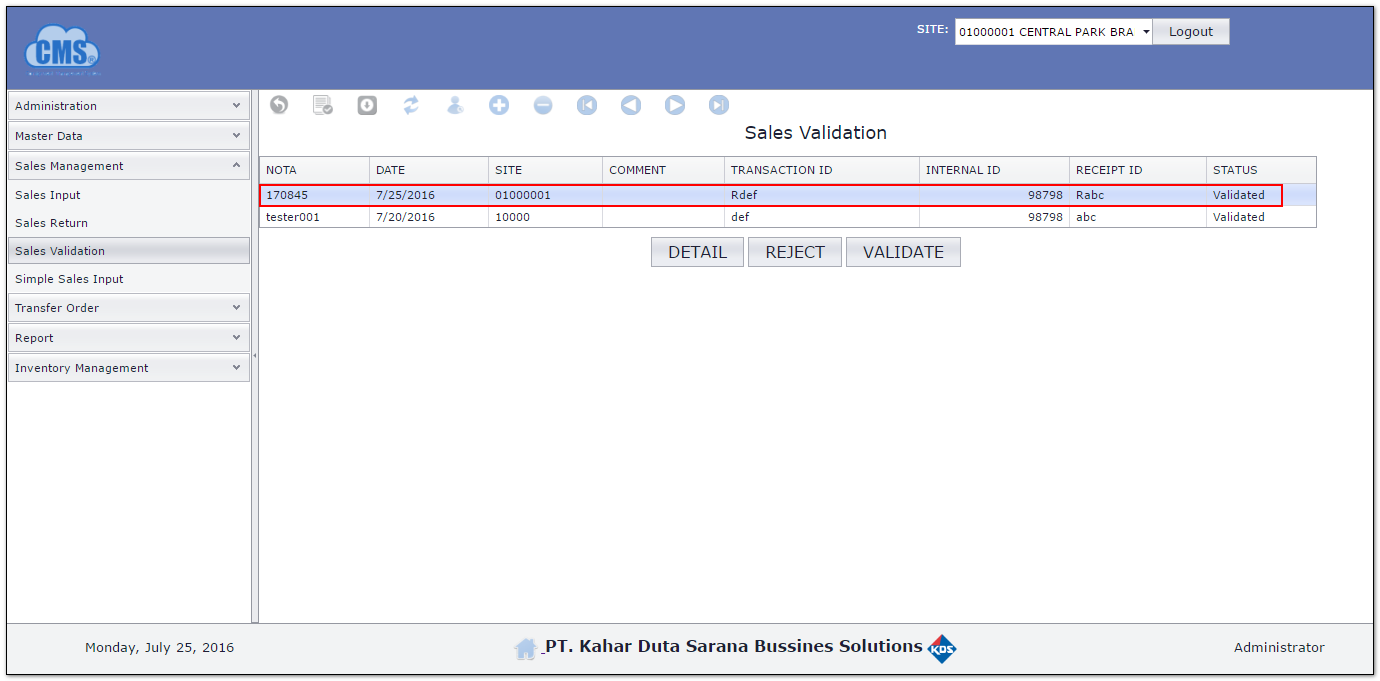 CMS
SITE: 01000001 CENTRAL PARK BRA Logout
Administration
Master Data
Sales Management
Sales Input
Sales Return
Sales Validation
Simple Sales Input
Transfer Order
Report
Inventory Management
Sales Validation
NOTA DATE SITE COMMENT TRANSACTION ID INTERNAL ID RECEIPT ID STATUS
170845 7/25/2016 01000001 Rdef 98798 Rabc Validated
tester001 7/20/2016 10000 def 98798 abc Validated
DETAIL REJECT VALIDATE
Monday, July 25, 2016 PT. Kahar Duta Sarana Bussines Solutions KDS Administrator